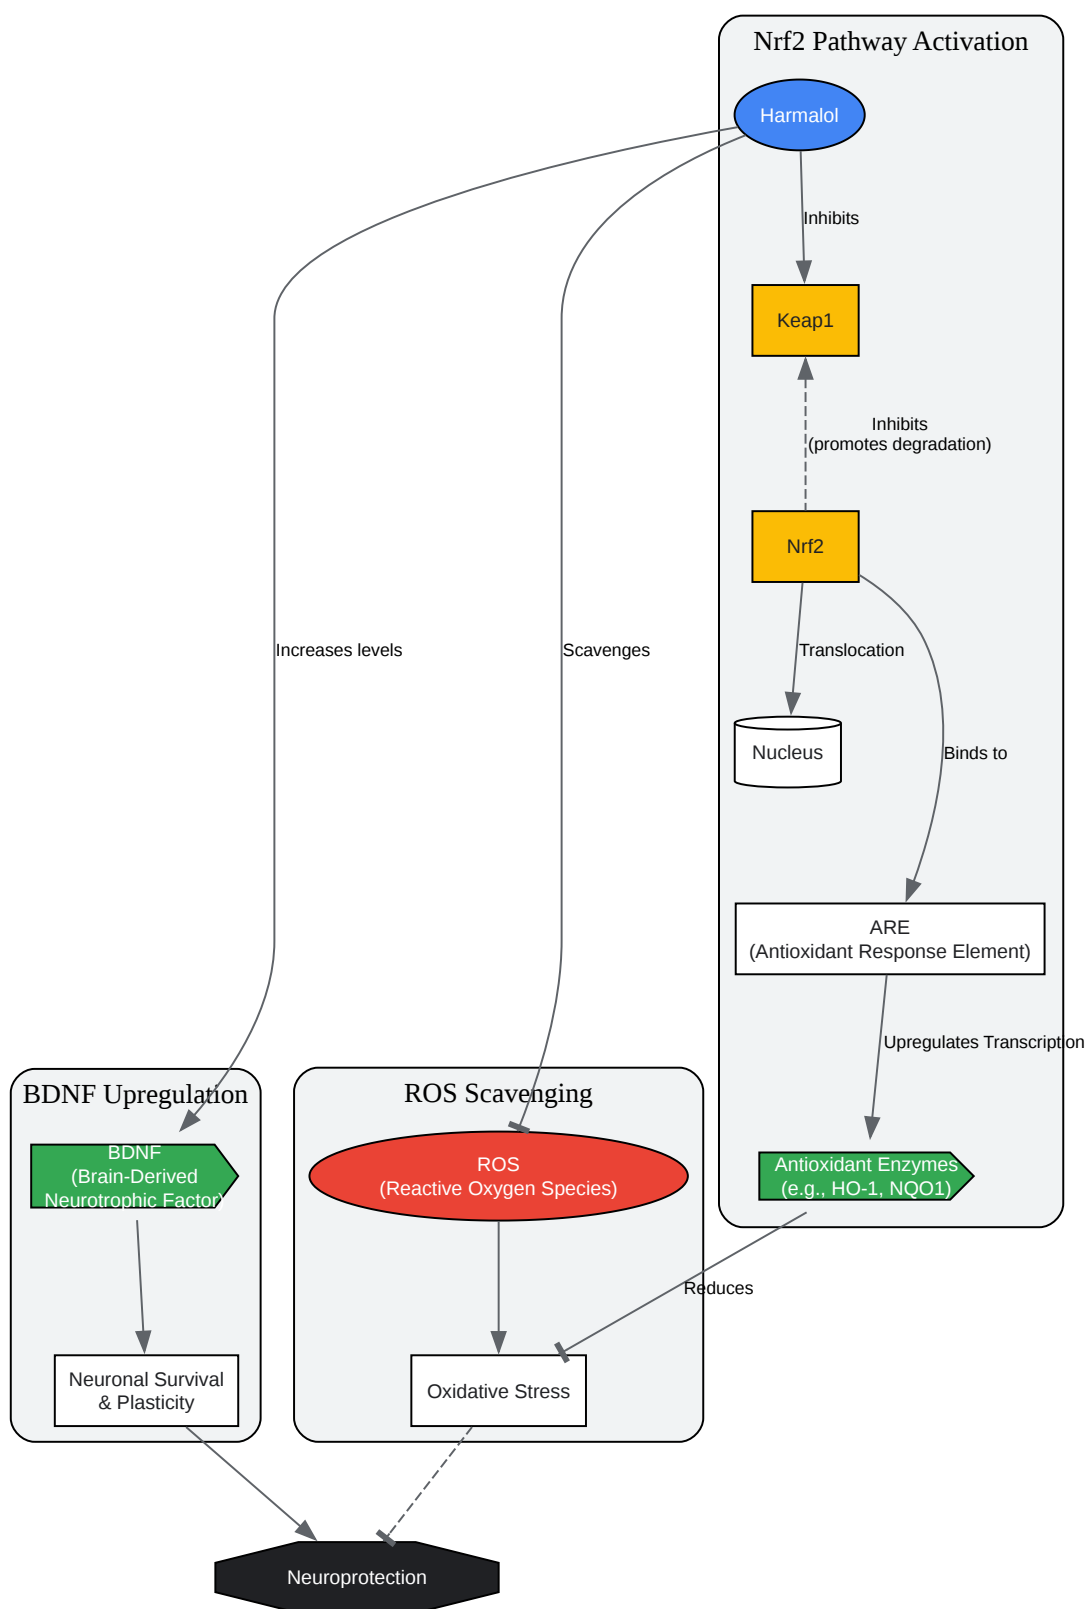 Nrf2 Pathway Activation
Harmalol
Inhibits
Keap1
Inhibits
(promotes degradation)
Nrf2
Increases levels
Scavenges
Translocation
Nucleus
Binds to
ARE
(Antioxidant Response Element)
Upregulates Transcription
BDNF Upregulation
ROS Scavenging
BDNF
(Brain-Derived
Neurotrophic Factor)
ROS
(Reactive Oxygen Species)
Antioxidant Enzymes
(e.g., HO-1, NQO1)
Reduces
Neuronal Survival
& Plasticity
Oxidative Stress
Neuroprotection